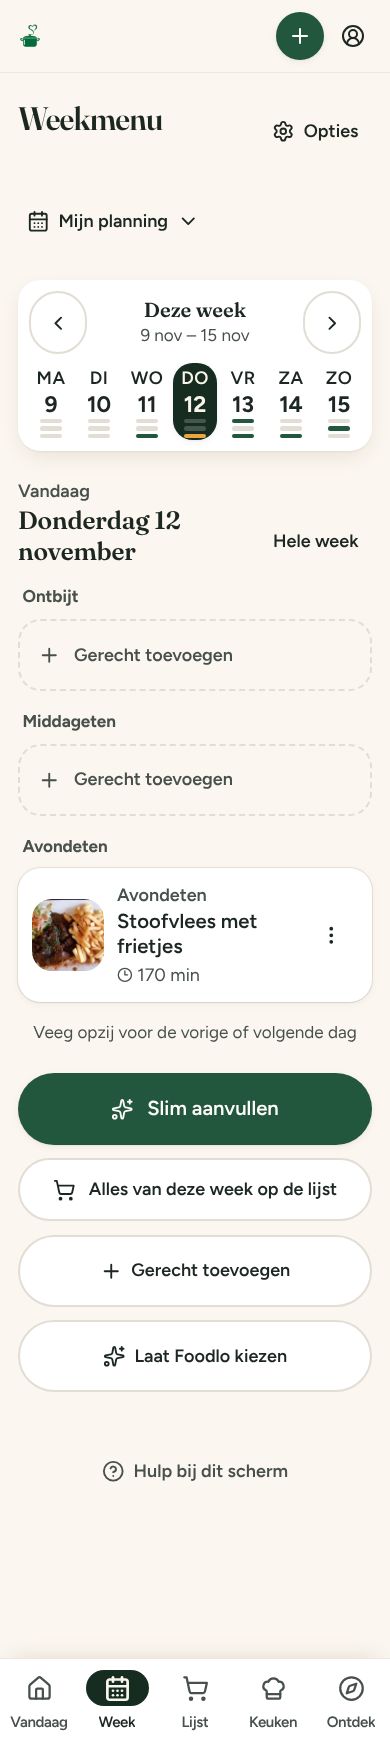 Weekmenu
Opties
Mijn planning
Deze week
9 nov – 15 nov
MA DI WO DO VR ZA ZO
9 10 11 12 13 14 15
Vandaag
Donderdag 12
november
Hele week
Ontbijt
Gerecht toevoegen
Middageten
Gerecht toevoegen
Avondeten
Avondeten
Stoofvlees met
frietjes
170 min
Veeg opzij voor de vorige of volgende dag
Slim aanvullen
Alles van deze week op de lijst
Gerecht toevoegen
Laat Foodlo kiezen
Hulp bij dit scherm
Vandaag Week Lijst Keuken Ontdek